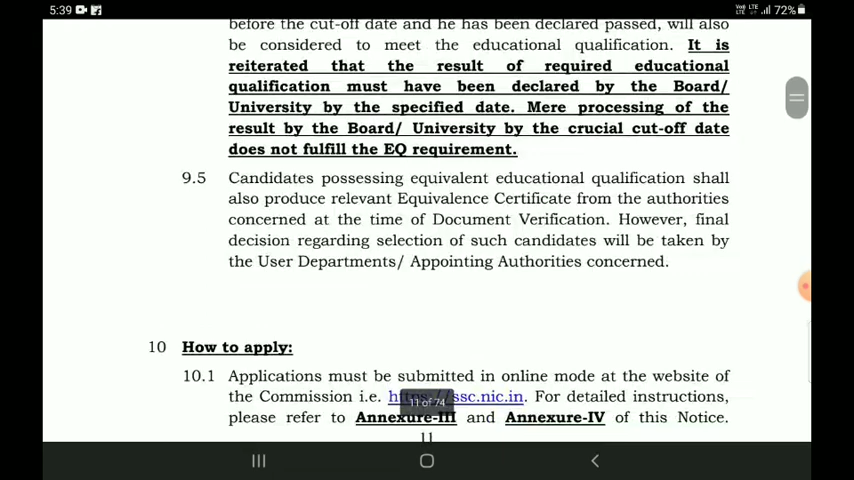 5:39
72%
before the cut-off date and he has been declared passed, will also
be considered to meet the educational qualification. It is
reiterated that the result of required educational
qualification must have been declared by the Board/
University by the specified date. Mere processing of the
result by the Board/ University by the crucial cut-off date
does not fulfill the EQ requirement.
9.5 Candidates possessing equivalent educational qualification shall
also produce relevant Equivalence Certificate from the authorities
concerned at the time of Document Verification. However, final
decision regarding selection of such candidates will be taken by
the User Departments/ Appointing Authorities concerned.
10 How to apply:
10.1 Applications must be submitted in online mode at the website of
the Commission i.e. https://ssc.nic.in. For detailed instructions,
11 of 74
please refer to Annexure-III and Annexure-IV of this Notice.
11